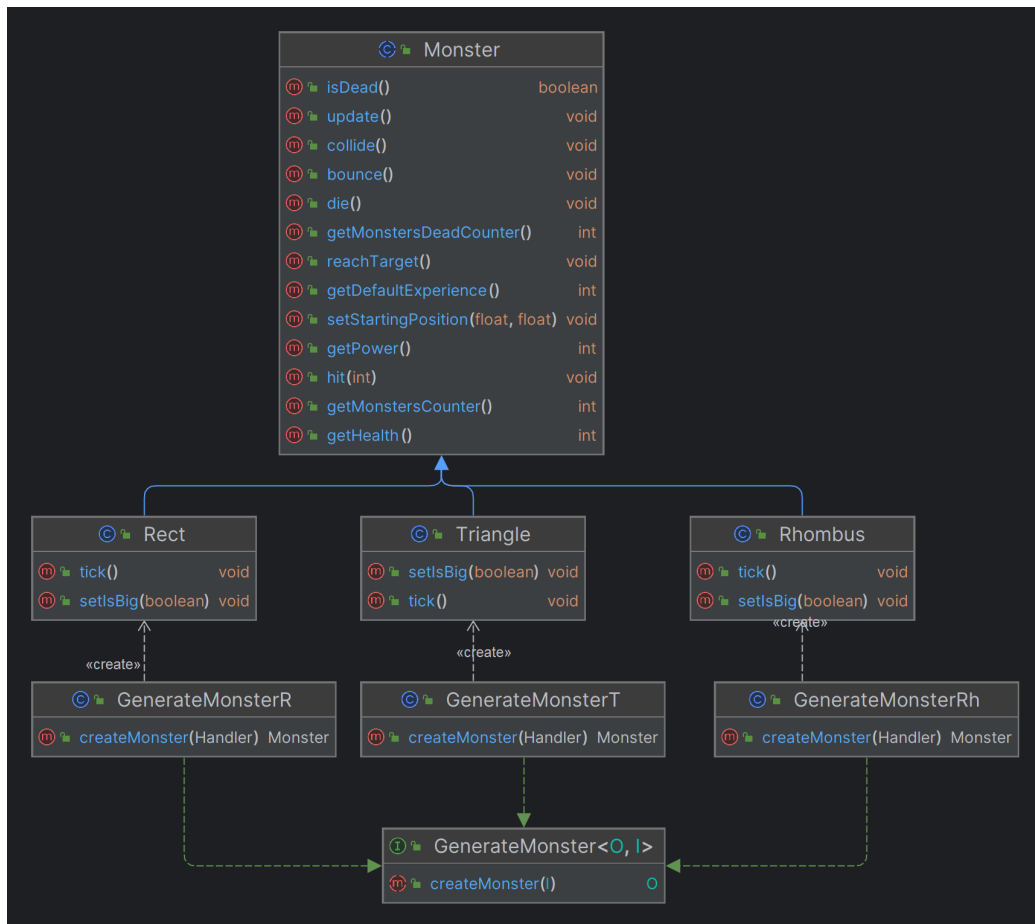 Monster
isDead() boolean
update() void
collide() void
bounce() void
die() void
getMonstersDeadCounter() int
reachTarget() void
getDefaultExperience() int
setStartingPosition(float, float) void
getPower() int
hit(int) void
getMonstersCounter() int
getHealth() int
Rect
tick() void
setIsBig(boolean) void
Triangle
setIsBig(boolean) void
tick() void
Rhombus
tick() void
setIsBig(boolean) void
«create»
«create»
«create»
GenerateMonsterR
createMonster(Handler) Monster
GenerateMonsterT
createMonster(Handler) Monster
GenerateMonsterRh
createMonster(Handler) Monster
GenerateMonster<O, I>
createMonster(I) O